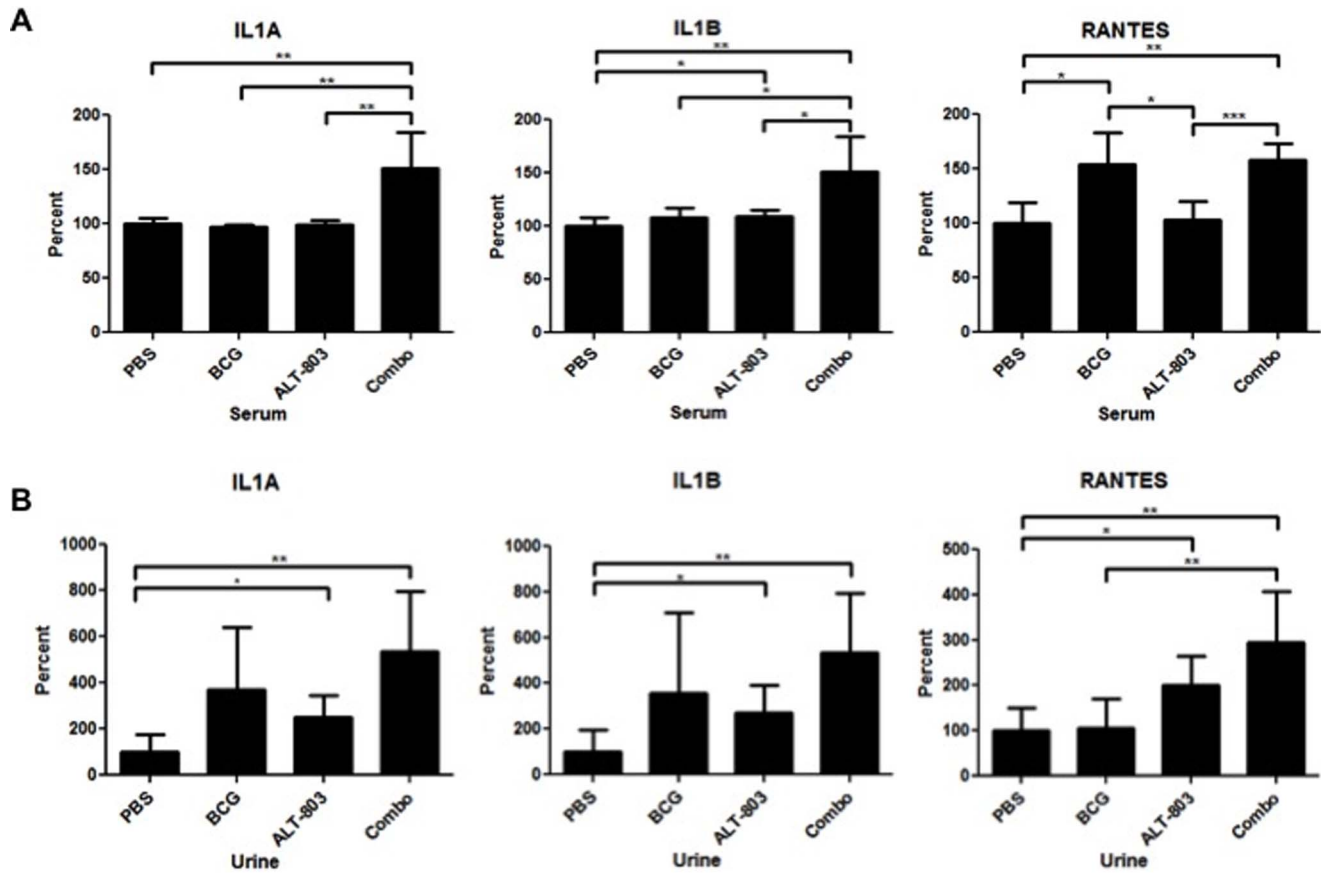 A
IL1A
**
**
**
200
150
100
50
0
Percent
PBS
BCG
ALT-803
Combo
Serum
IL1B
**
*
*
*
200
150
100
50
0
Percent
PBS
BCG
ALT-803
Combo
Serum
RANTES
**
*
*
***
200
150
100
50
0
Percent
PBS
BCG
ALT-803
Combo
Serum
B
IL1A
**
*
1000
800
600
400
200
0
Percent
PBS
BCG
ALT-803
Combo
Urine
IL1B
**
*
1000
800
600
400
200
0
Percent
PBS
BCG
ALT-803
Combo
Urine
RANTES
**
*
**
500
400
300
200
100
0
Percent
PBS
BCG
ALT-803
Combo
Urine